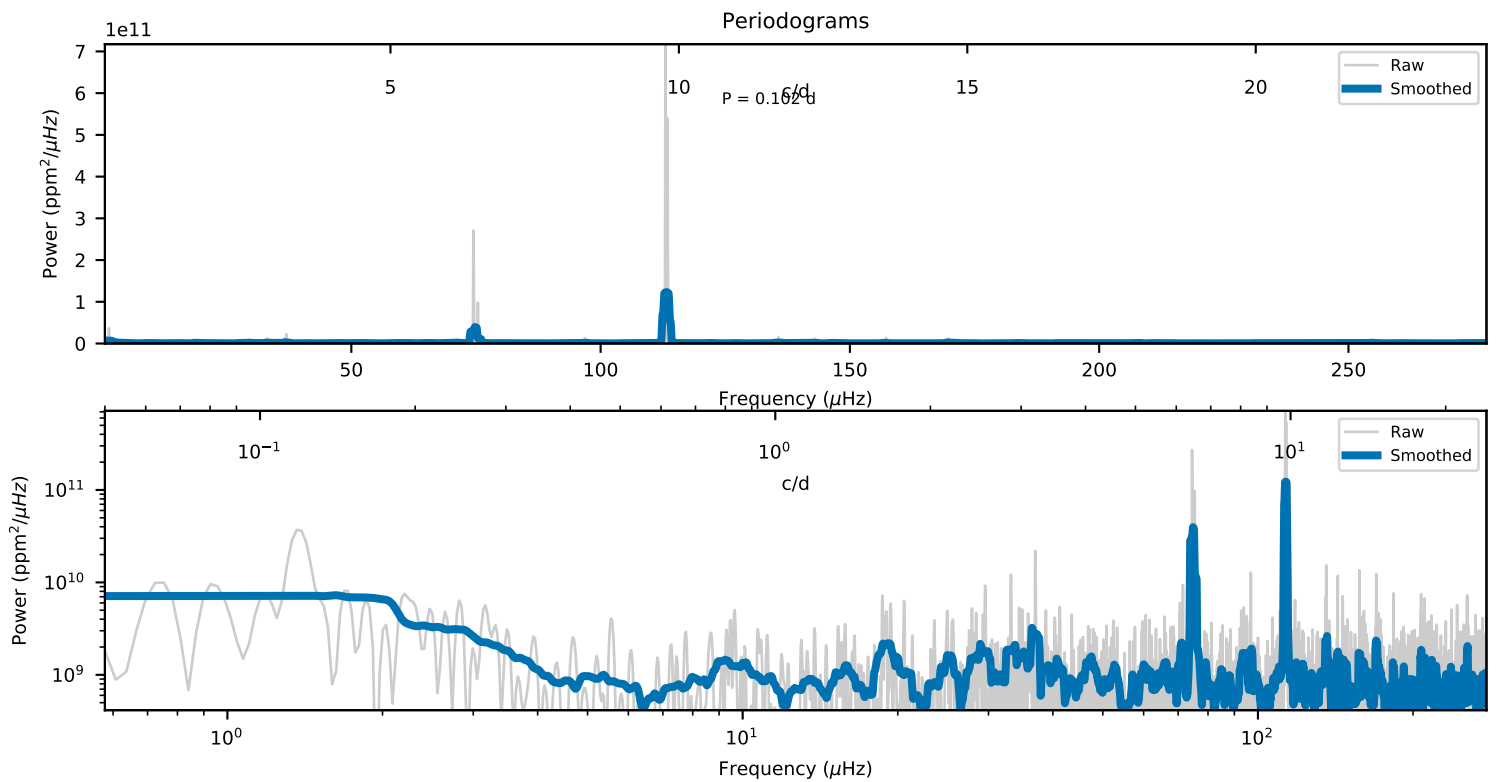 Periodograms
1e11
Power (ppm²/μHz)
7
6
5
4
3
2
1
0
5
10
15
20
c/d
P = 0.102 d
Raw
Smoothed
50
100
150
200
250
Frequency (μHz)
Power (ppm²/μHz)
10¹¹
10¹⁰
10⁹
10⁻¹
10⁰
10¹
c/d
Raw
Smoothed
10⁰
10¹
10²
Frequency (μHz)